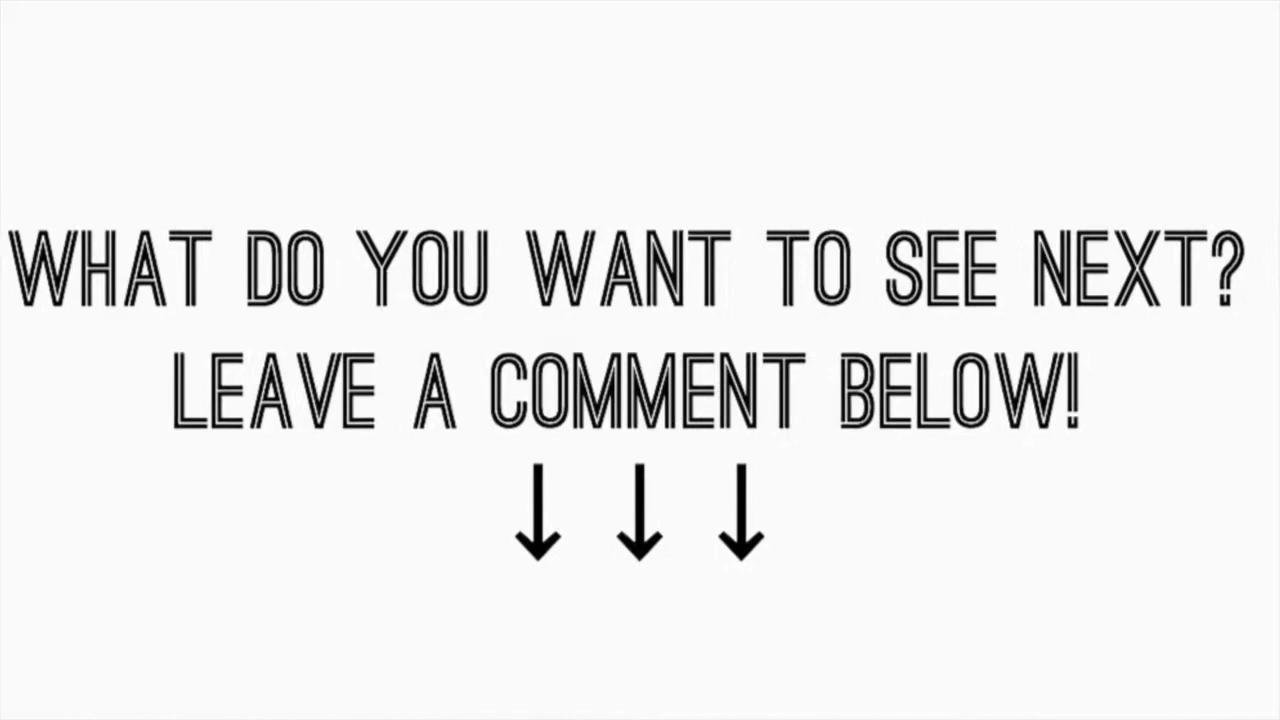 WHAT DO YOU WANT TO SEE NEXT?
LEAVE A COMMENT BELOW!
↓ ↓ ↓